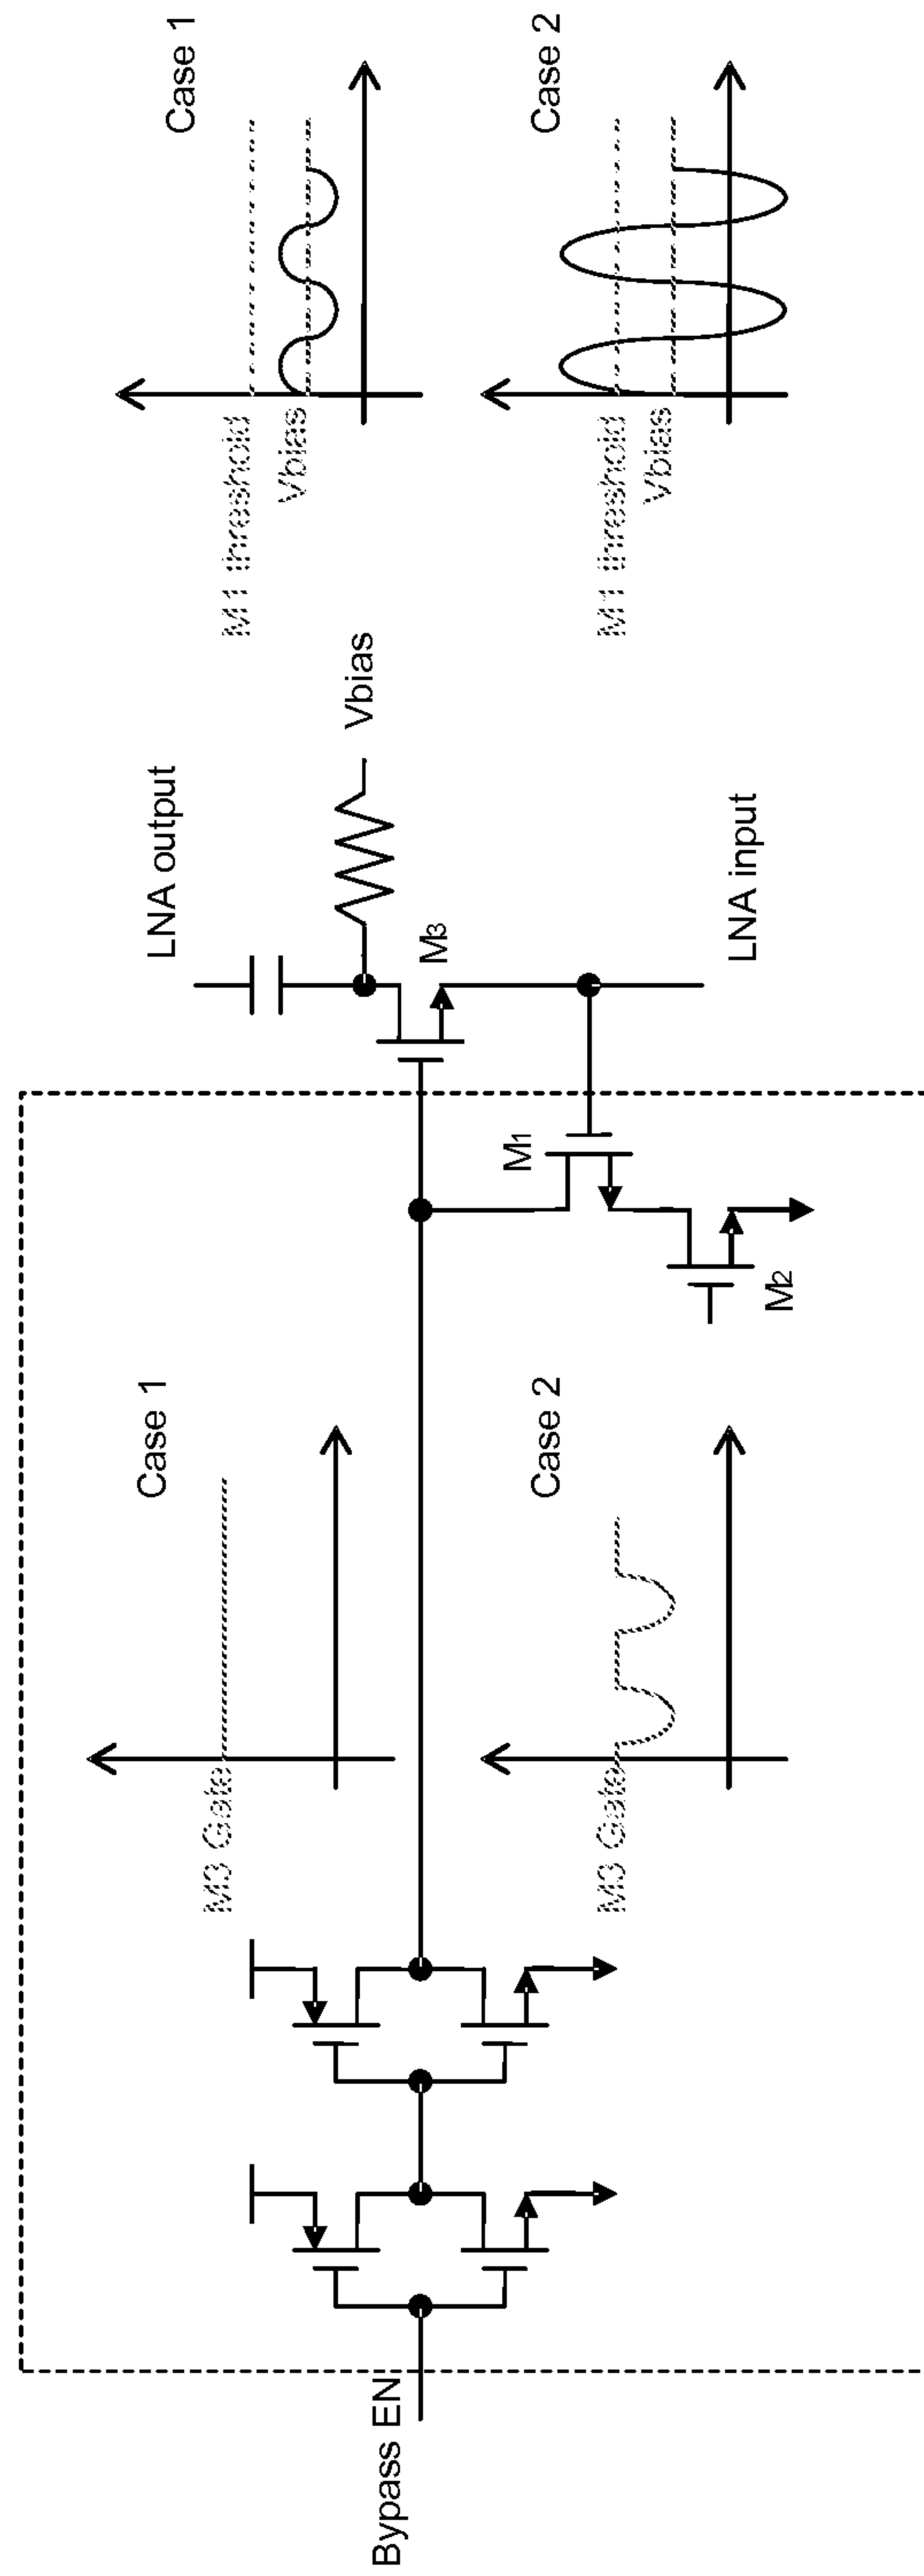 Bypass EN
M3 Gate
Case 1
M3 Gate
Case 2
M1
M2
M3
LNA output
Vbias
LNA input
M1 threshold
Vbias
Case 1
M1 threshold
Vbias
Case 2